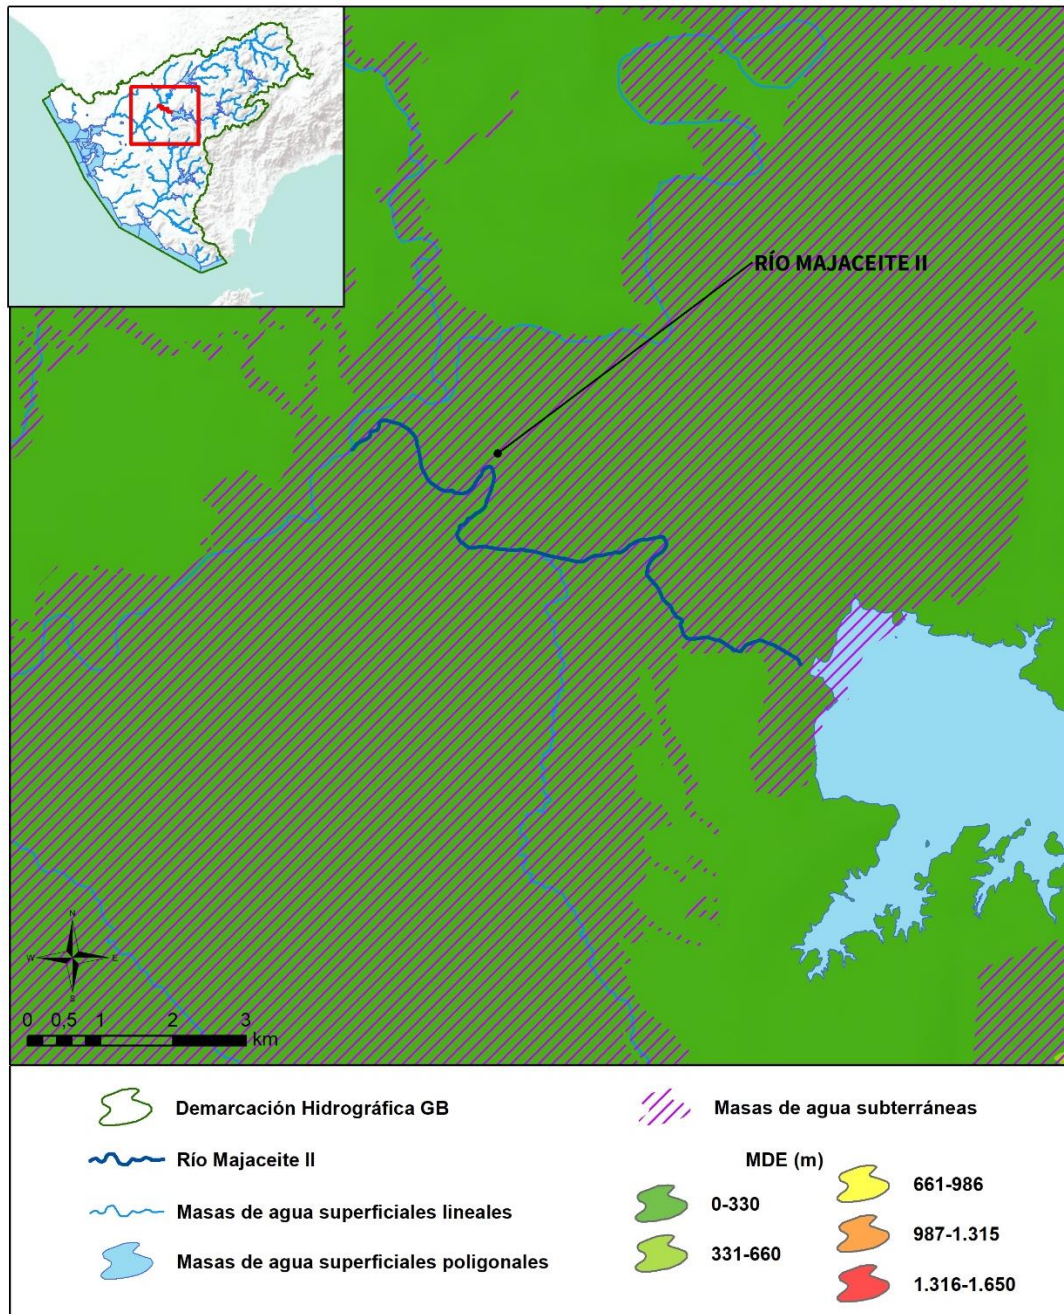 RÍO MAJACEITE II
N
W E
S
0 0,5 1 2 3
km
Demarcación Hidrográfica GB
Río Majaceite II
Masas de agua superficiales lineales
Masas de agua superficiales poligonales
Masas de agua subterráneas
MDE (m)
0-330
331-660
661-986
987-1.315
1.316-1.650